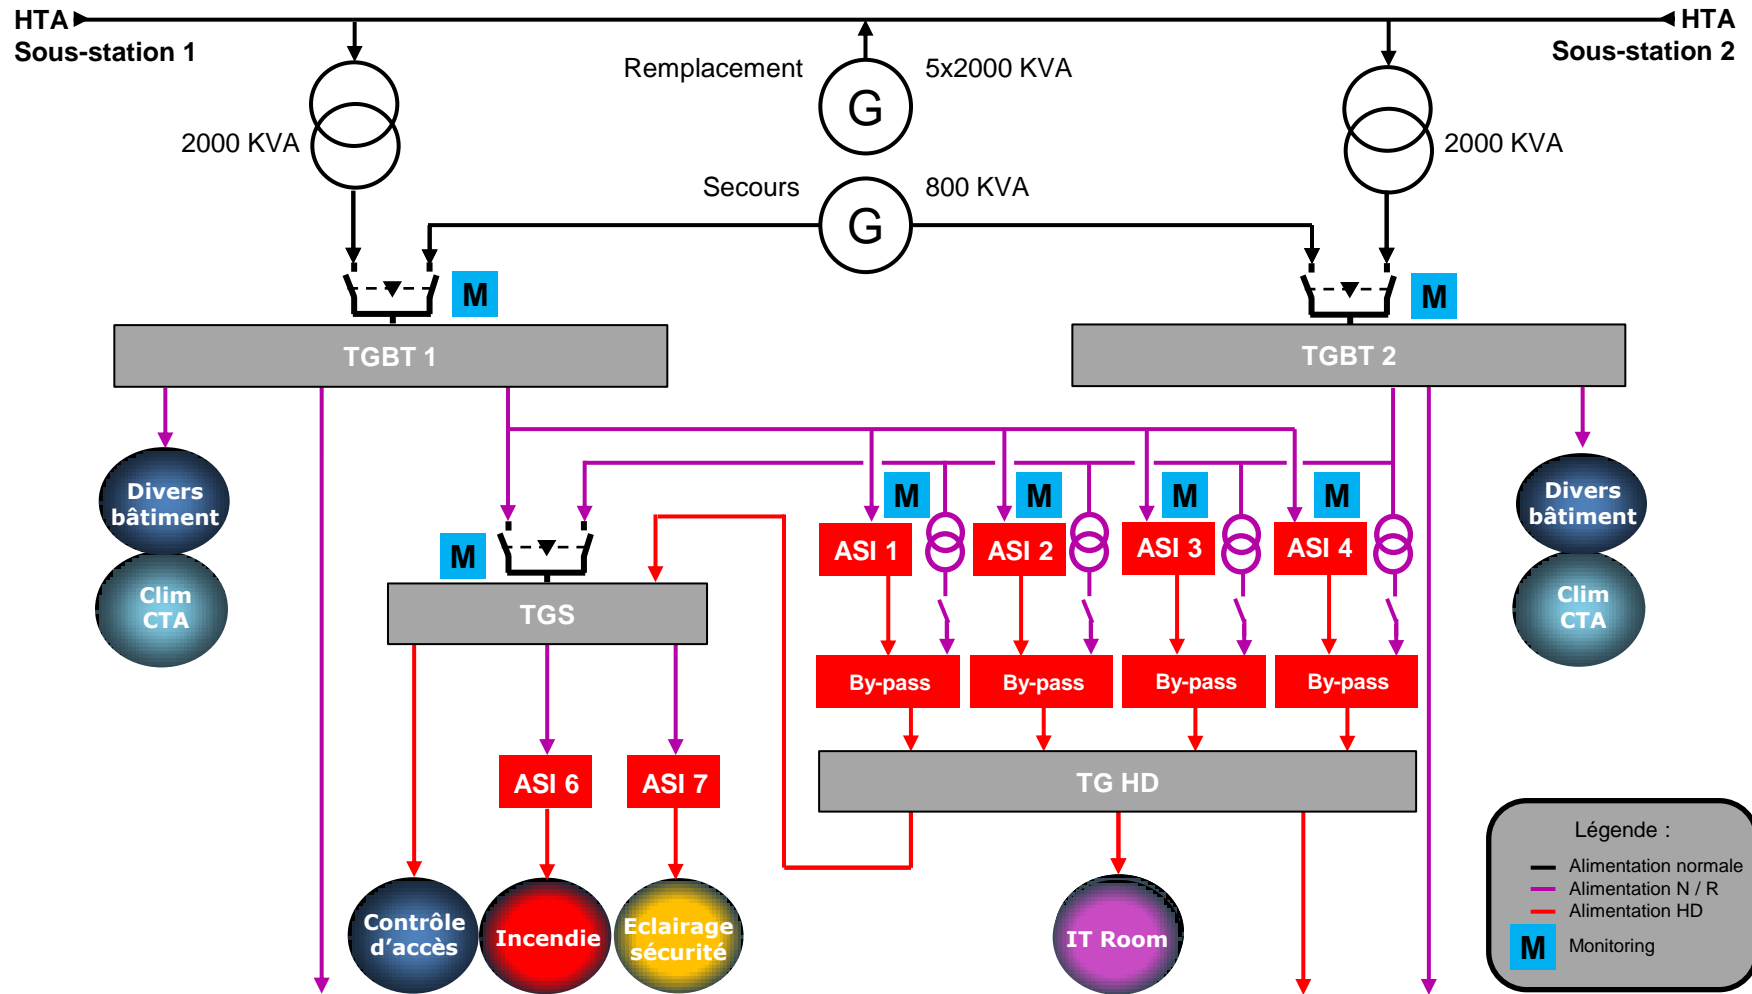 HTA
Sous-station 1
HTA
Sous-station 2
Remplacement
5x2000 KVA
G
2000 KVA
2000 KVA
Secours
800 KVA
G
M
M
TGBT 1
TGBT 2
Divers
bâtiment
Clim
CTA
Divers
bâtiment
Clim
CTA
M
M
M
M
M
ASI 1
ASI 2
ASI 3
ASI 4
TGS
By-pass
By-pass
By-pass
By-pass
ASI 6
ASI 7
TG HD
Contrôle
d'accès
Incendie
Eclairage
sécurité
IT Room
Légende :
Alimentation normale
Alimentation N / R
Alimentation HD
M
Monitoring